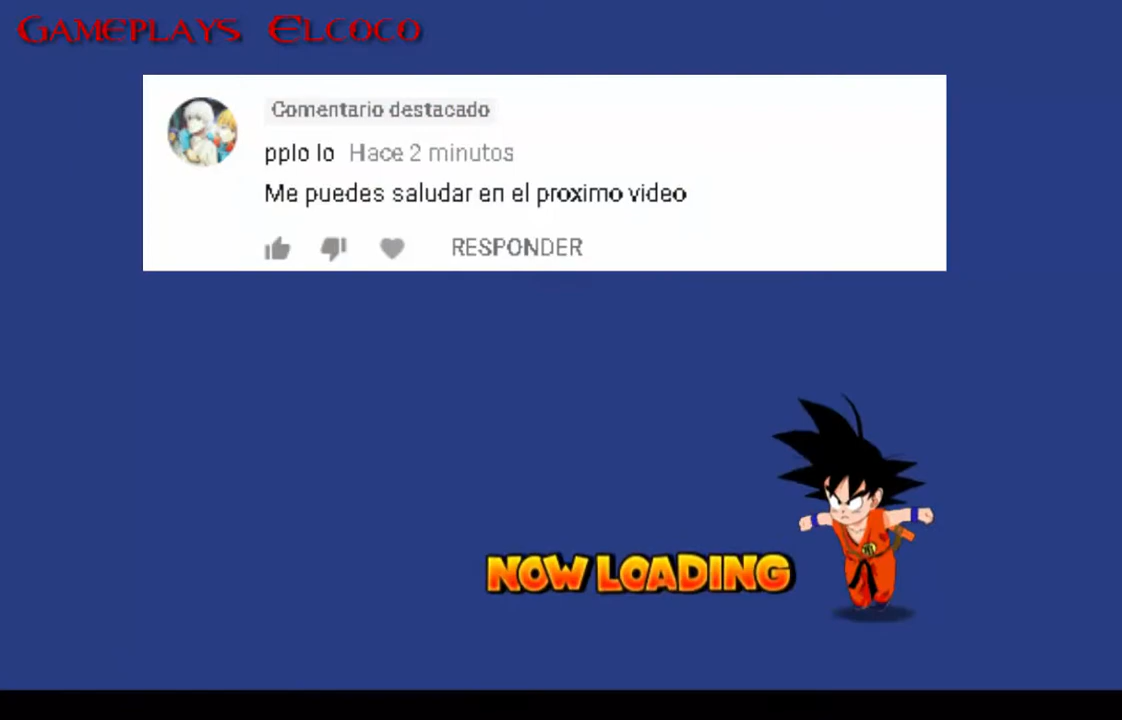 Gameplays Elcoco
Comentario destacado
pplo lo Hace 2 minutos
Me puedes saludar en el proximo video
RESPONDER
NOW LOADING